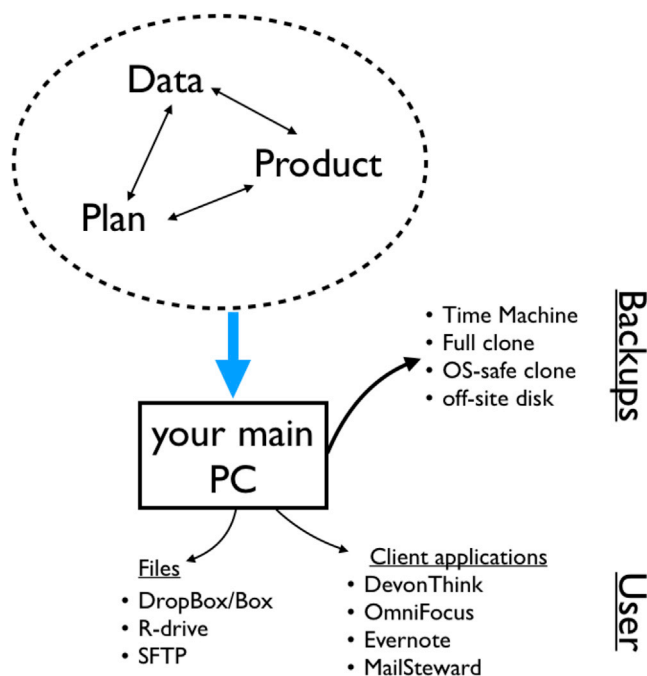 Data
Product
Plan
• Time Machine
• Full clone
• OS-safe clone
• off-site disk
Backups
your main
PC
Files
• DropBox/Box
• R-drive
• SFTP
Client applications
• DevonThink
• OmniFocus
• Evernote
• MailSteward
User